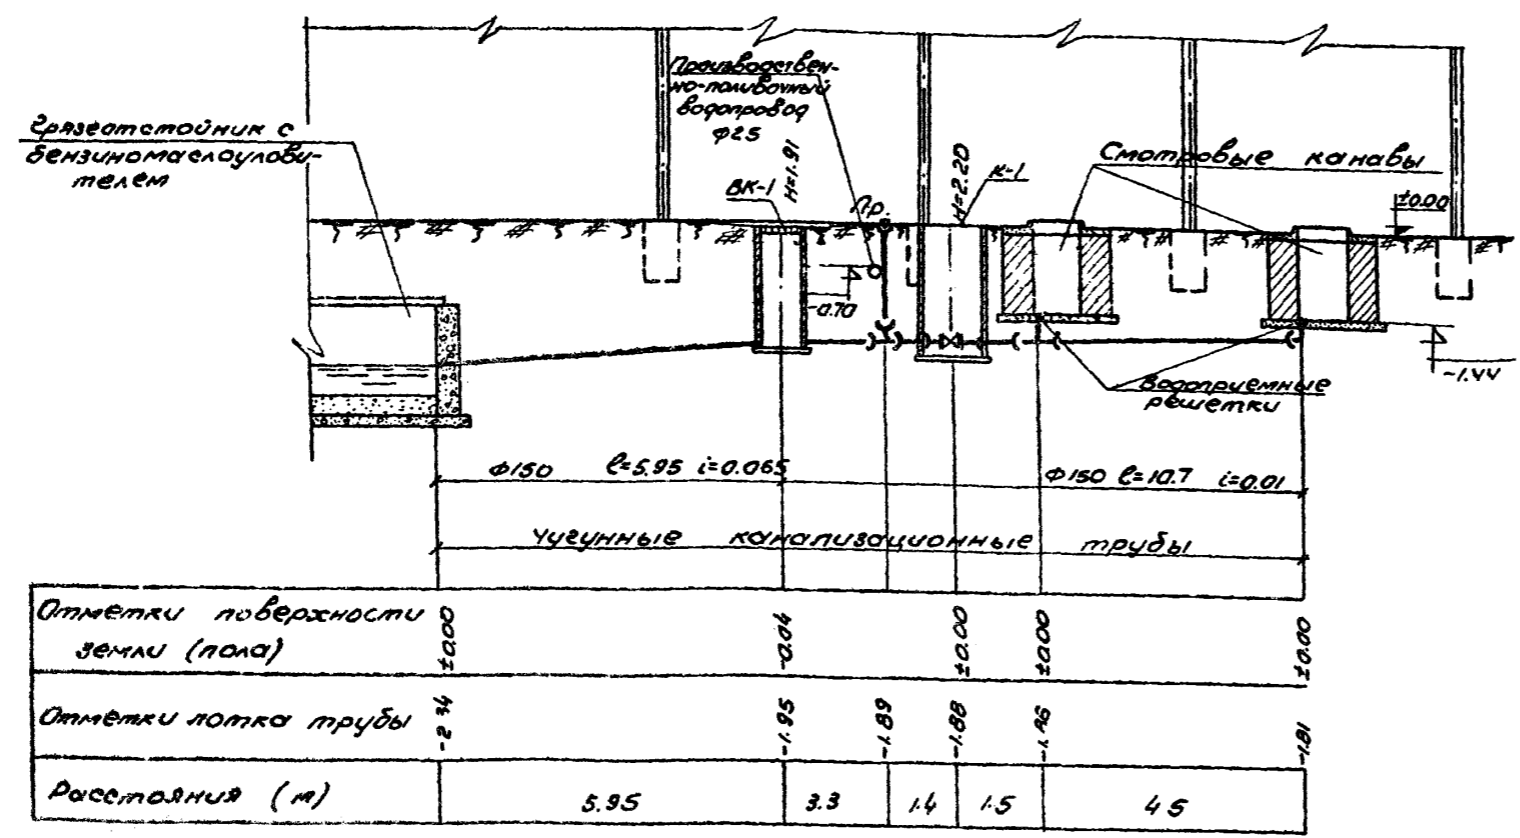 Производствен-
но-поливочный
водопровод
ф25
Грязеотстойник с
бензиномаслоулови-
телем
ВК-1
H=1.91
Пр.
H=2.20
К-1
Смотровые канавы
±0.00
-0.70
-1.44
Водоприемные
решетки
ф150 ℓ=5.95 i=0.065
ф150 ℓ=10.7 i=0.01
Чугунные канализационные трубы
Отметки поверхности
земли (пола)
±0.00
-0.04
±0.00
±0.00
±0.00
Отметки лотка трубы
-2 34
-1.95
-1.89
-1.88
-1.86
-1.81
Расстояния (м)
5.95
3.3
1.4
1.5
4 5